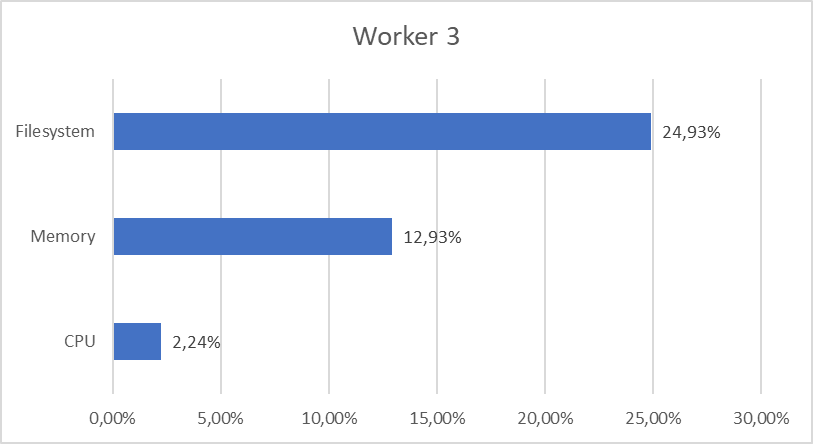 Worker 3
Filesystem 24,93%
Memory 12,93%
CPU 2,24%
0,00% 5,00% 10,00% 15,00% 20,00% 25,00% 30,00%